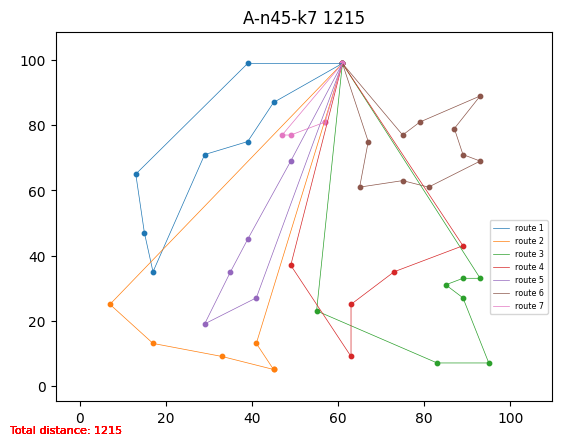 A-n45-k7 1215
100
80
60
40
20
0
route 1
route 2
route 3
route 4
route 5
route 6
route 7
0 20 40 60 80 100
Total distance: 1215